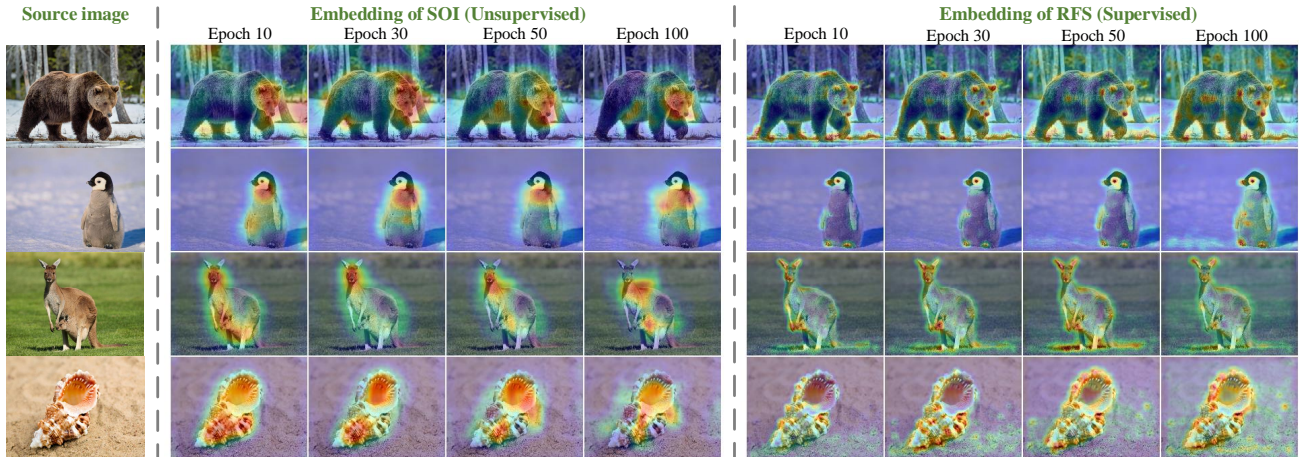 Source image
Embedding of SOI (Unsupervised)
Embedding of RFS (Supervised)
Epoch 10 Epoch 30 Epoch 50 Epoch 100
Epoch 10 Epoch 30 Epoch 50 Epoch 100